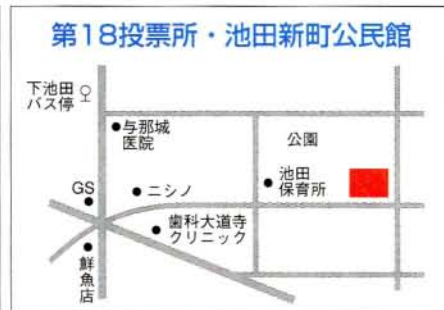 第18投票所・池田新町公民館
下池田
バス停
与那城
医院
公園
池田
保育所
GS
ニシノ
歯科大道寺
クリニック
鮮魚店